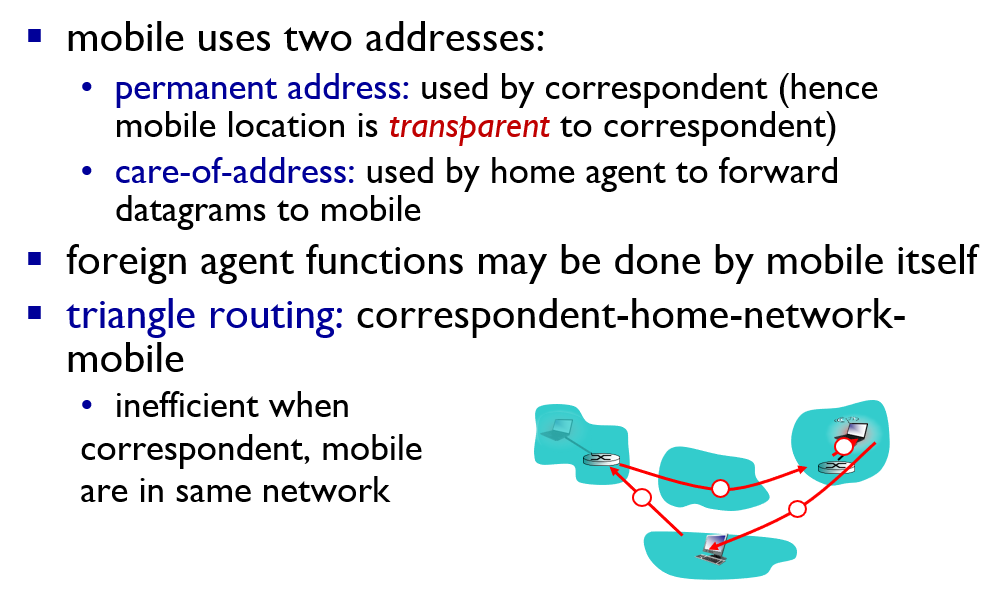 ▪ mobile uses two addresses:
• permanent address: used by correspondent (hence
mobile location is transparent to correspondent)
• care-of-address: used by home agent to forward
datagrams to mobile
▪ foreign agent functions may be done by mobile itself
▪ triangle routing: correspondent-home-network-
mobile
• inefficient when
correspondent, mobile
are in same network